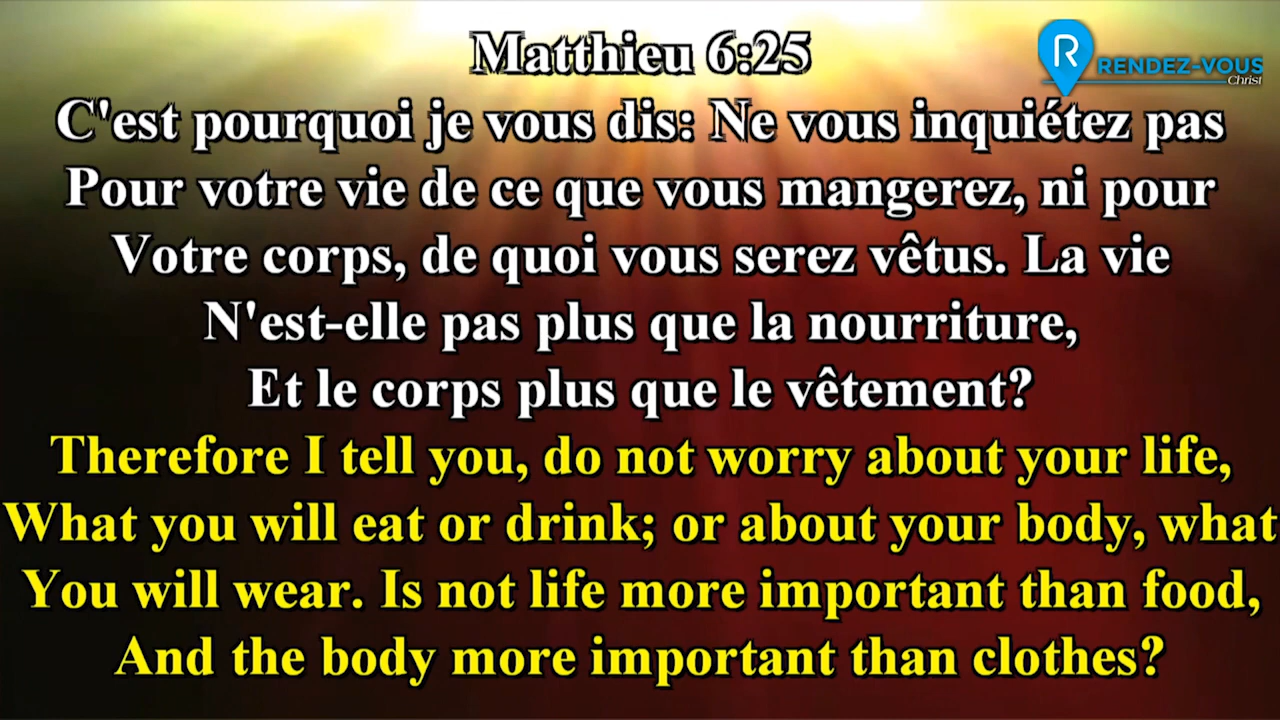 Matthieu 6:25
R
RENDEZ-VOUS
Christ
C'est pourquoi je vous dis: Ne vous inquiétez pas
Pour votre vie de ce que vous mangerez, ni pour
Votre corps, de quoi vous serez vêtus. La vie
N'est-elle pas plus que la nourriture,
Et le corps plus que le vêtement?
Therefore I tell you, do not worry about your life,
What you will eat or drink; or about your body, what
You will wear. Is not life more important than food,
And the body more important than clothes?